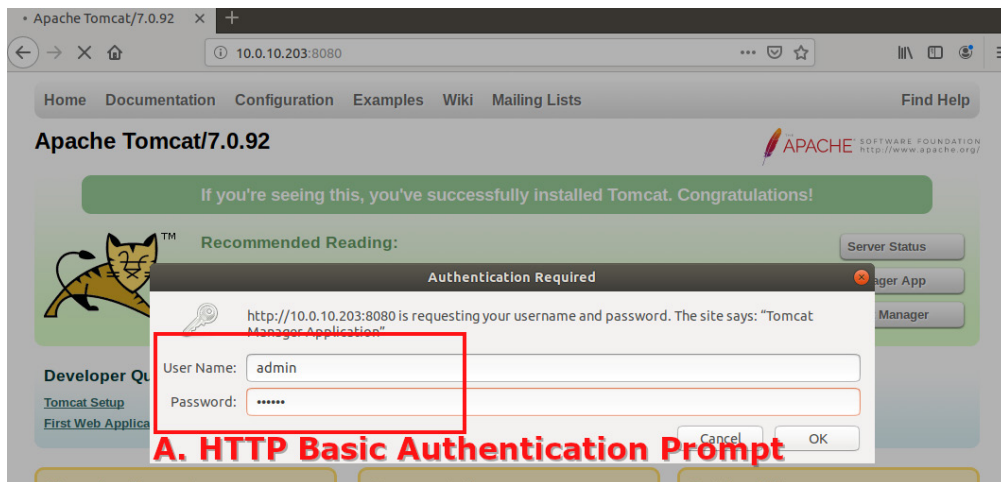 Apache Tomcat/7.0.92
10.0.10.203:8080
Home Documentation Configuration Examples Wiki Mailing Lists Find Help
Apache Tomcat/7.0.92
THE
APACHE SOFTWARE FOUNDATION
http://www.apache.org/
If you're seeing this, you've successfully installed Tomcat. Congratulations!
TM
Recommended Reading:
Server Status
ager App
Manager
Authentication Required
http://10.0.10.203:8080 is requesting your username and password. The site says: “Tomcat
Manager Application”
User Name: admin
Password: ••••••
Cancel OK
Developer Qu
Tomcat Setup
First Web Applica
A. HTTP Basic Authentication Prompt